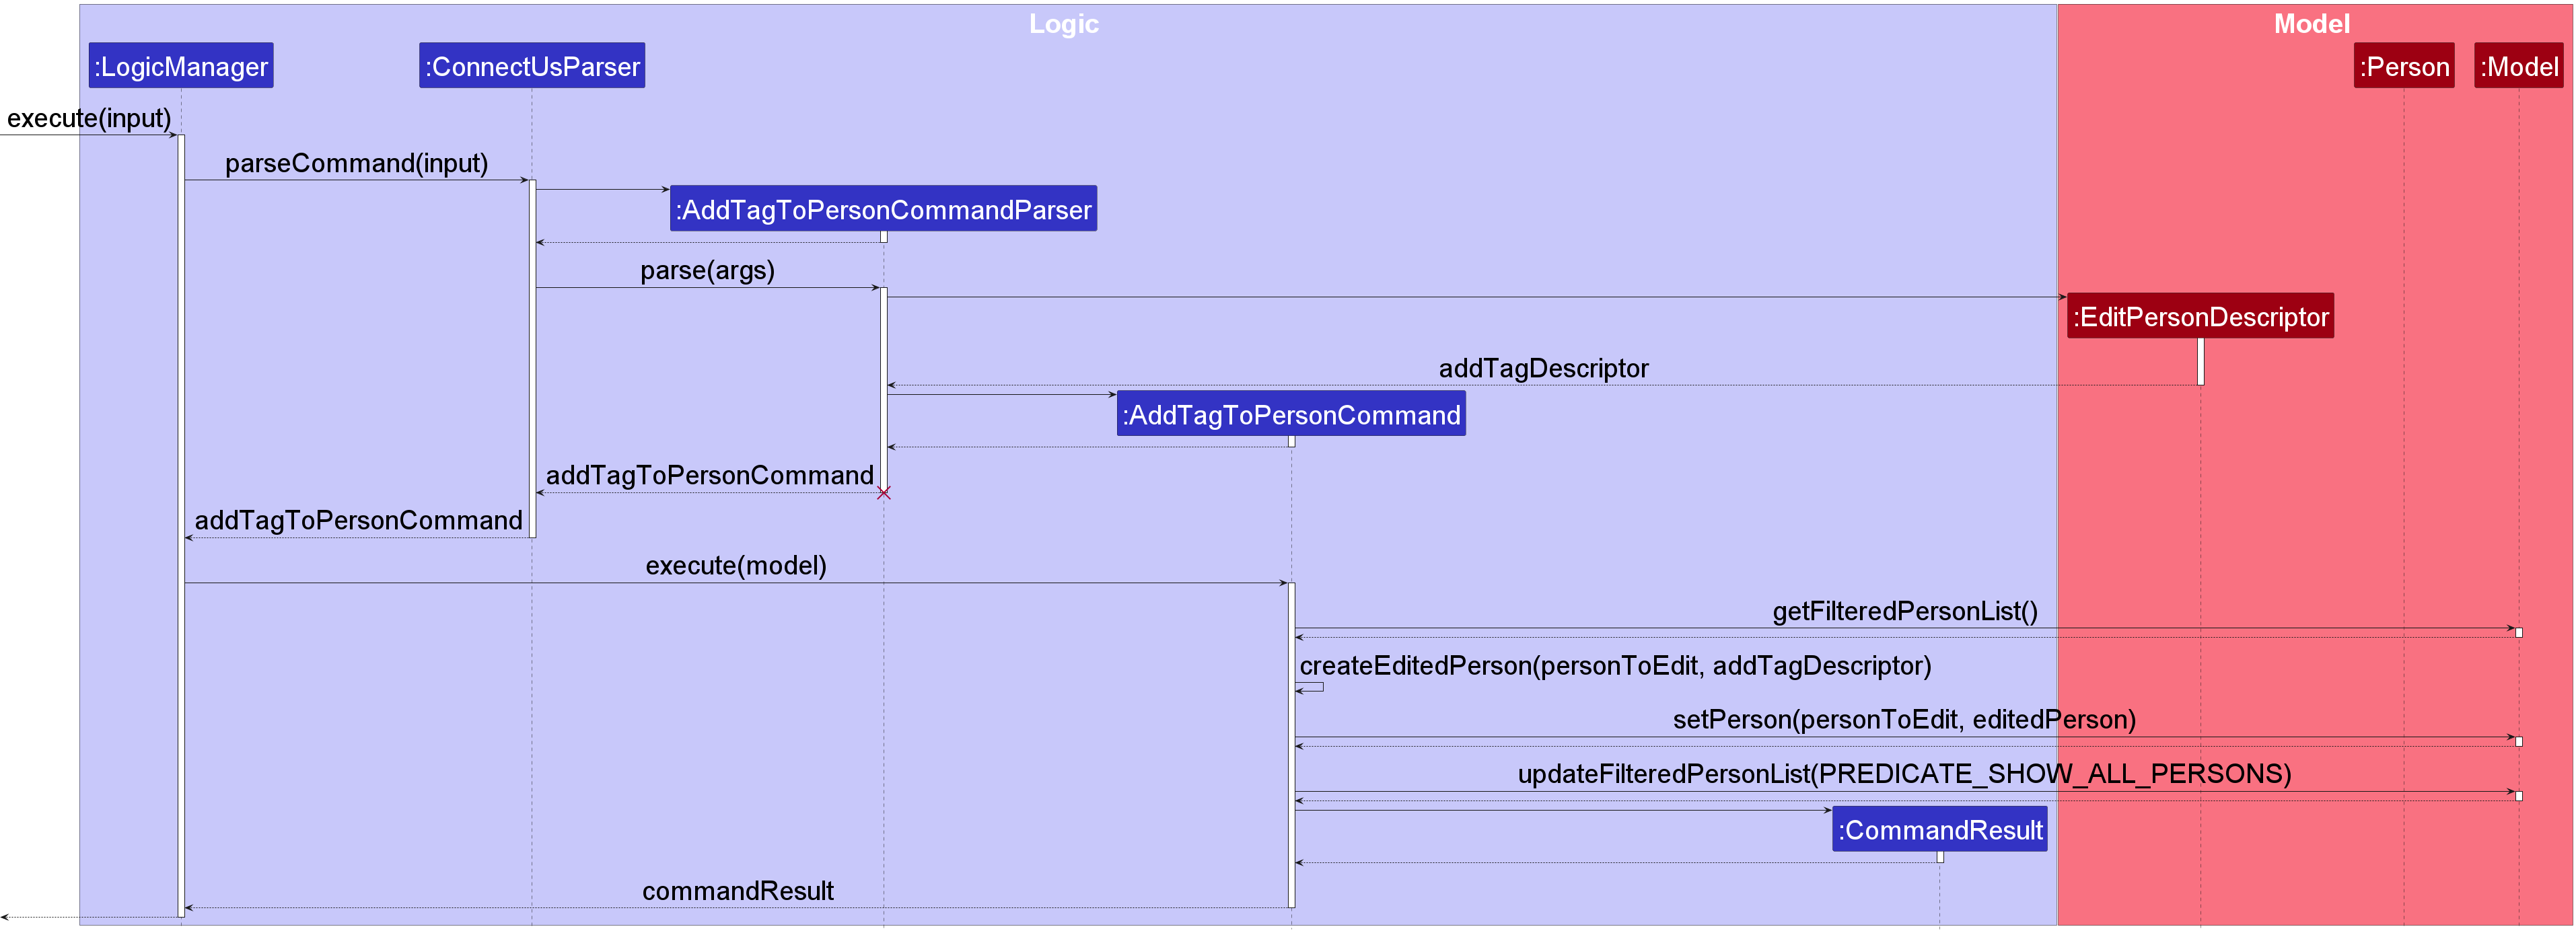 Logic
Model
:LogicManager
:ConnectUsParser
:Person
:Model
execute(input)
parseCommand(input)
:AddTagToPersonCommandParser
parse(args)
:EditPersonDescriptor
addTagDescriptor
:AddTagToPersonCommand
addTagToPersonCommand
addTagToPersonCommand
execute(model)
getFilteredPersonList()
createEditedPerson(personToEdit, addTagDescriptor)
setPerson(personToEdit, editedPerson)
updateFilteredPersonList(PREDICATE_SHOW_ALL_PERSONS)
:CommandResult
commandResult